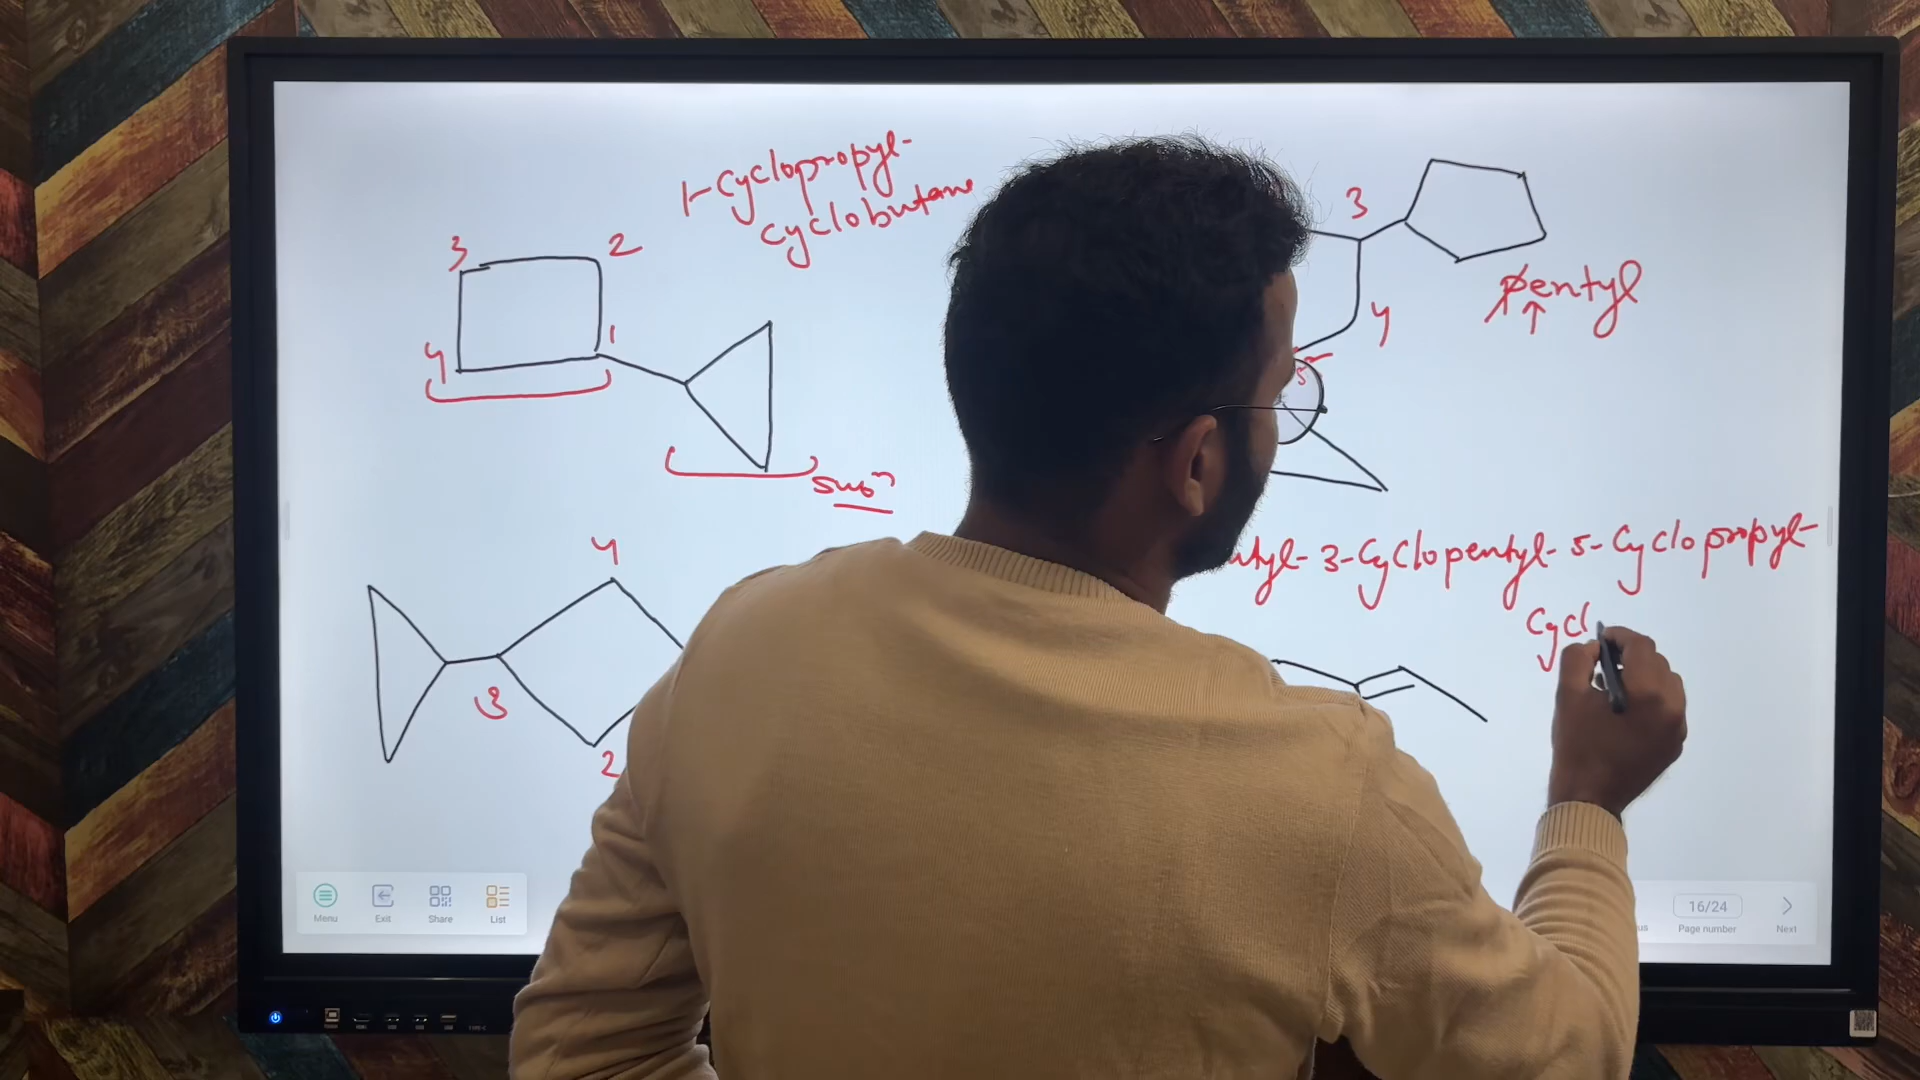 1-Cyclopropyl-
cyclobutane
3
2
4
1
3
4
5
pentyl
4
3
2
3-Cyclopentyl-5-Cyclopropyl-
Cycl
Menu
Exit
Share
List
16/24
Page number
Next